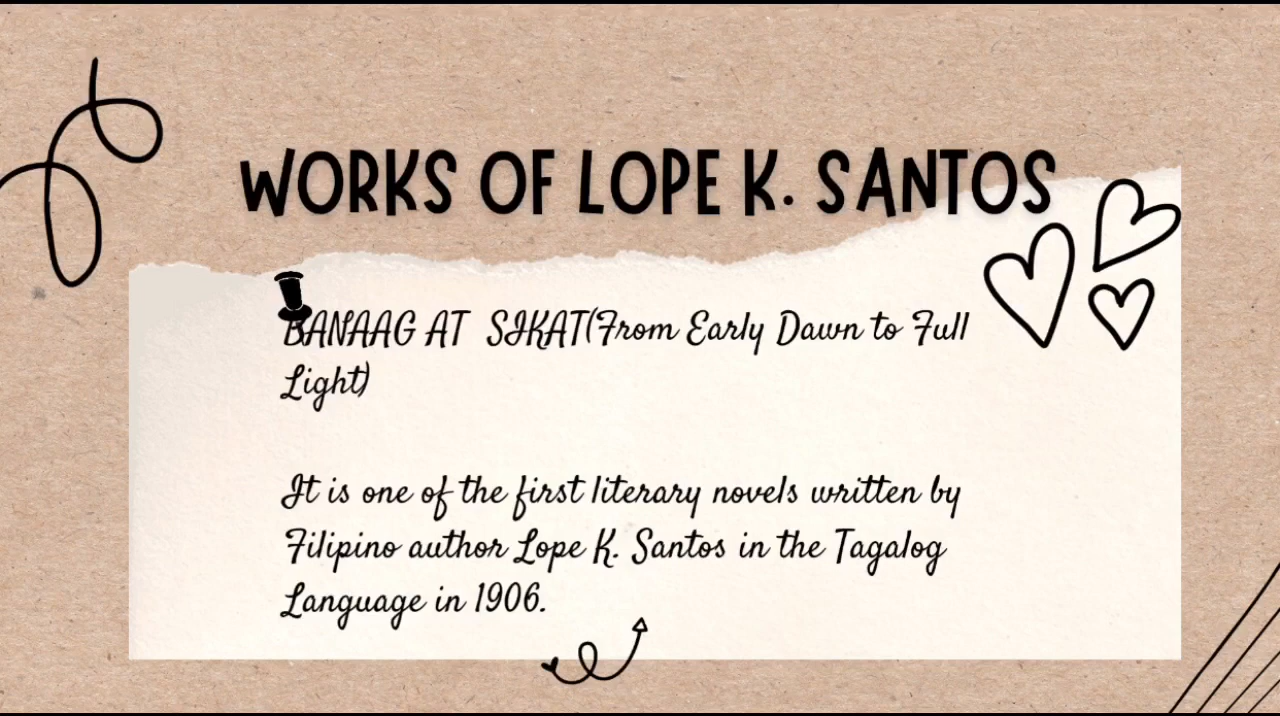 WORKS OF LOPE K. SANTOS
BANAAG AT SIKAT(From Early Dawn to Full
Light)
It is one of the first literary novels written by
Filipino author Lope K. Santos in the Tagalog
Language in 1906.